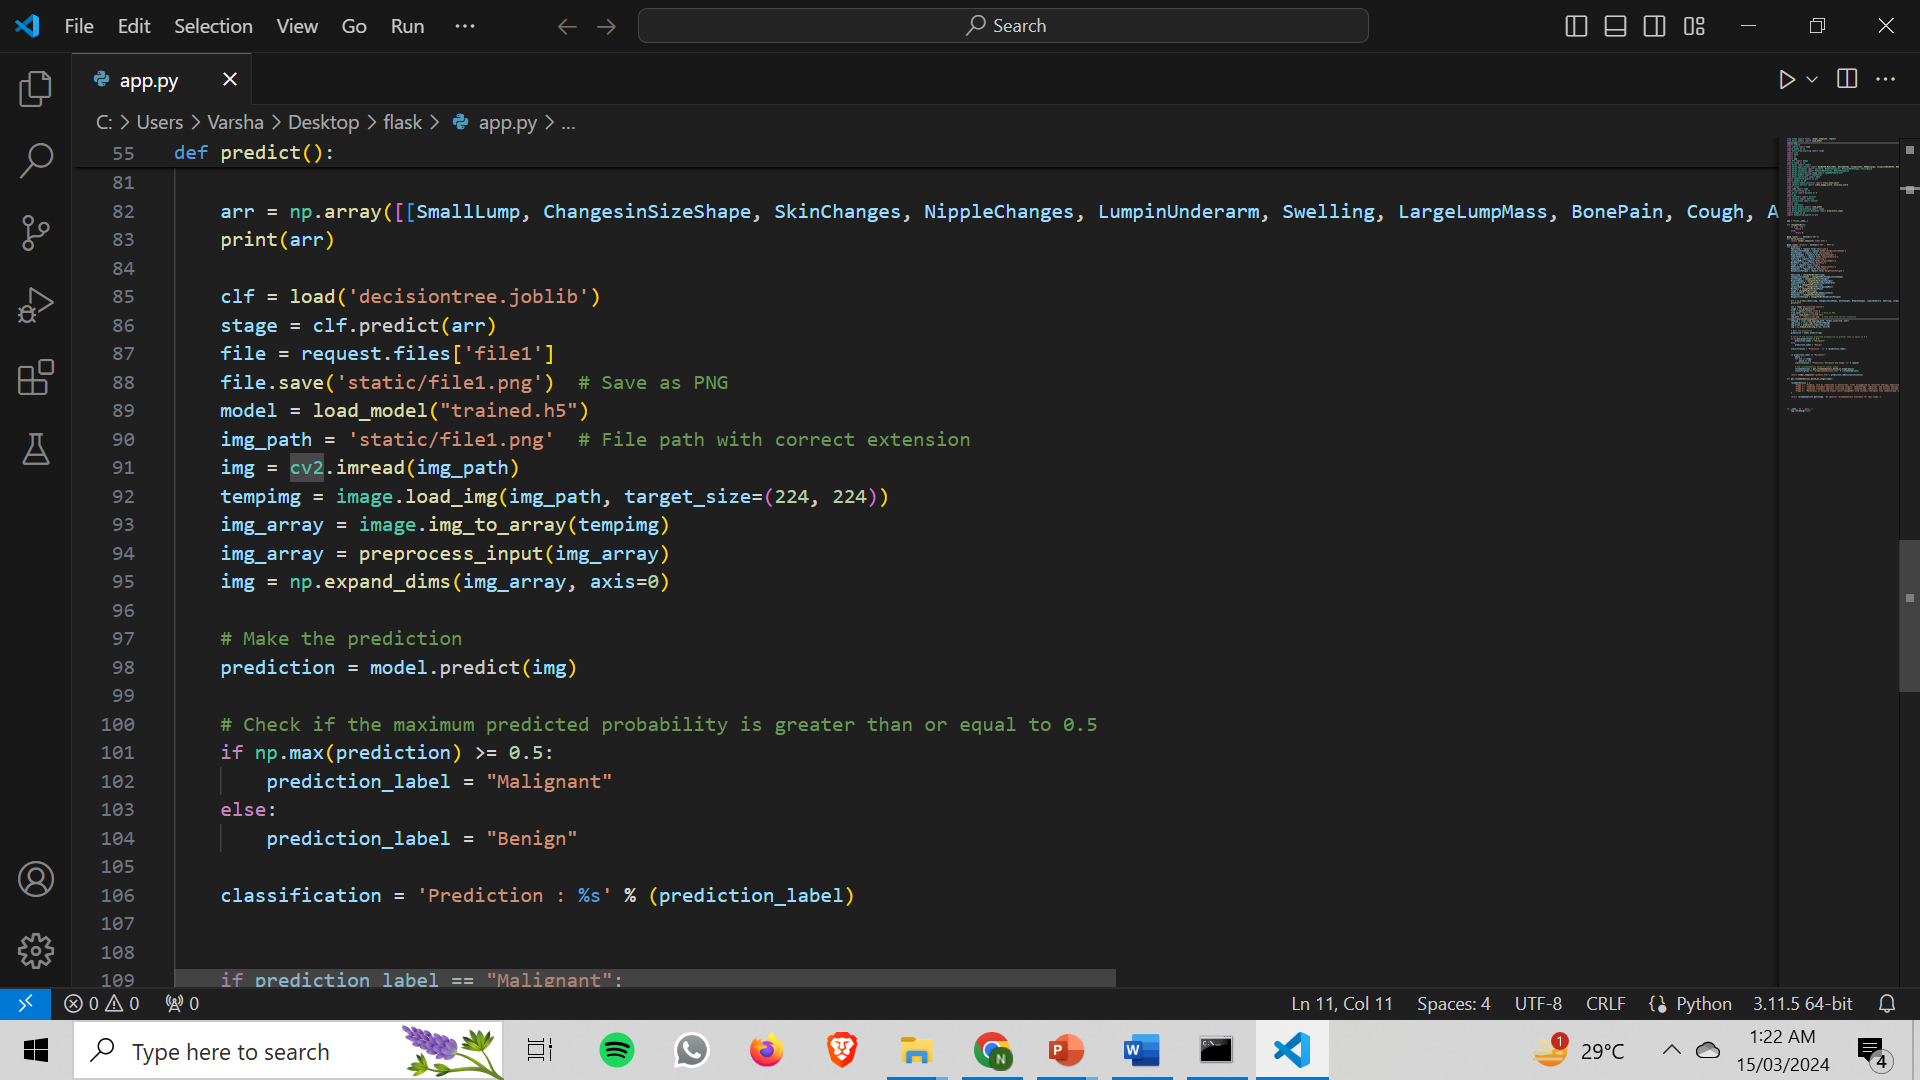 File Edit Selection View Go Run ··· Search
app.py
C: > Users > Varsha > Desktop > flask > app.py > ...
55 def predict():
81
82 arr = np.array([[SmallLump, ChangesinSizeShape, SkinChanges, NippleChanges, LumpinUnderarm, Swelling, LargeLumpMass, BonePain, Cough, A
83 print(arr)
84
85 clf = load('decisiontree.joblib')
86 stage = clf.predict(arr)
87 file = request.files['file1']
88 file.save('static/file1.png')  # Save as PNG
89 model = load_model("trained.h5")
90 img_path = 'static/file1.png'  # File path with correct extension
91 img = cv2.imread(img_path)
92 tempimg = image.load_img(img_path, target_size=(224, 224))
93 img_array = image.img_to_array(tempimg)
94 img_array = preprocess_input(img_array)
95 img = np.expand_dims(img_array, axis=0)
96
97 # Make the prediction
98 prediction = model.predict(img)
99
100 # Check if the maximum predicted probability is greater than or equal to 0.5
101 if np.max(prediction) >= 0.5:
102 prediction_label = "Malignant"
103 else:
104 prediction_label = "Benign"
105
106 classification = 'Prediction : %s' % (prediction_label)
107
108
109 if prediction_label == "Malignant":
0 0 0 Ln 11, Col 11 Spaces: 4 UTF-8 CRLF {} Python 3.11.5 64-bit
Type here to search 1 29°C 1:22 AM
15/03/2024 4